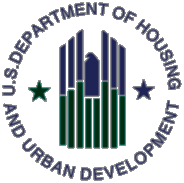 U.S. DEPARTMENT OF HOUSING
AND URBAN DEVELOPMENT